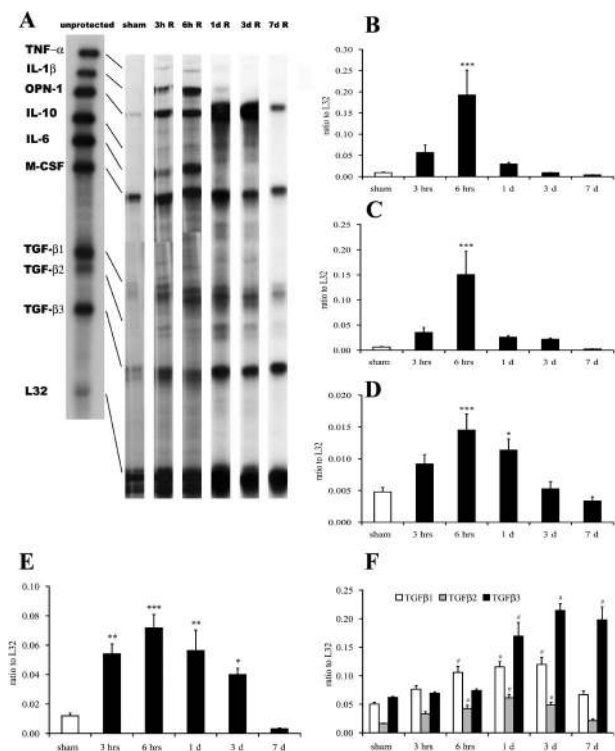 A
unprotected sham 3h R 6h R 1d R 3d R 7d R
TNF-α
IL-1β
OPN-1
IL-10
IL-6
M-CSF
TGF-β1
TGF-β2
TGF-β3
L32
B
ratio to L32
0.30
0.25
0.20
0.15
0.10
0.05
0.00
***
sham 3 hrs 6 hrs 1 d 3 d 7 d
C
ratio to L32
0.20
0.15
0.10
0.05
0.00
***
sham 3 hrs 6 hrs 1 d 3 d 7 d
D
ratio to L32
0.020
0.015
0.010
0.005
0.000
*** *
sham 3 hrs 6 hrs 1 d 3 d 7 d
E
ratio to L32
0.10
0.08
0.06
0.04
0.02
0.00
** *** ** *
sham 3 hrs 6 hrs 1 d 3 d 7 d
F
TGFβ1 TGFβ2 TGFβ3
ratio to L32
0.25
0.20
0.15
0.10
0.05
0.00
# # # # # # # #
sham 3 hrs 6 hrs 1 d 3 d 7 d